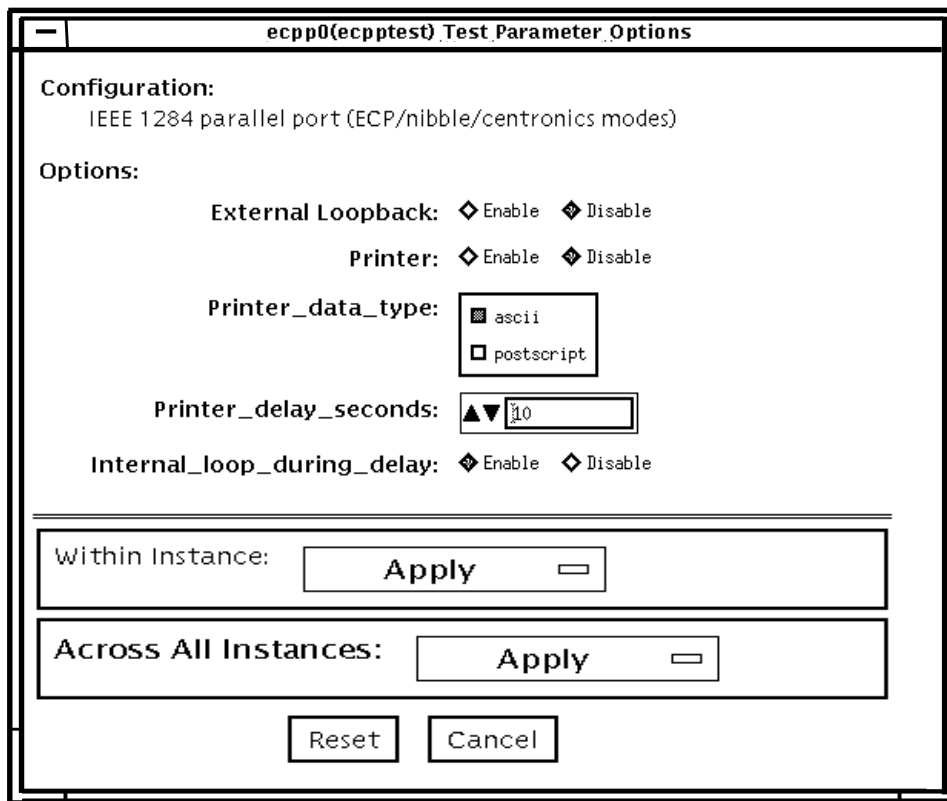 ecpp0(ecpptest) Test Parameter Options
Configuration:
IEEE 1284 parallel port (ECP/nibble/centronics modes)
Options:
External Loopback: Enable Disable
Printer: Enable Disable
Printer_data_type: ascii
postscript
Printer_delay_seconds: 10
Internal_loop_during_delay: Enable Disable
Within Instance: Apply
Across All Instances: Apply
Reset Cancel